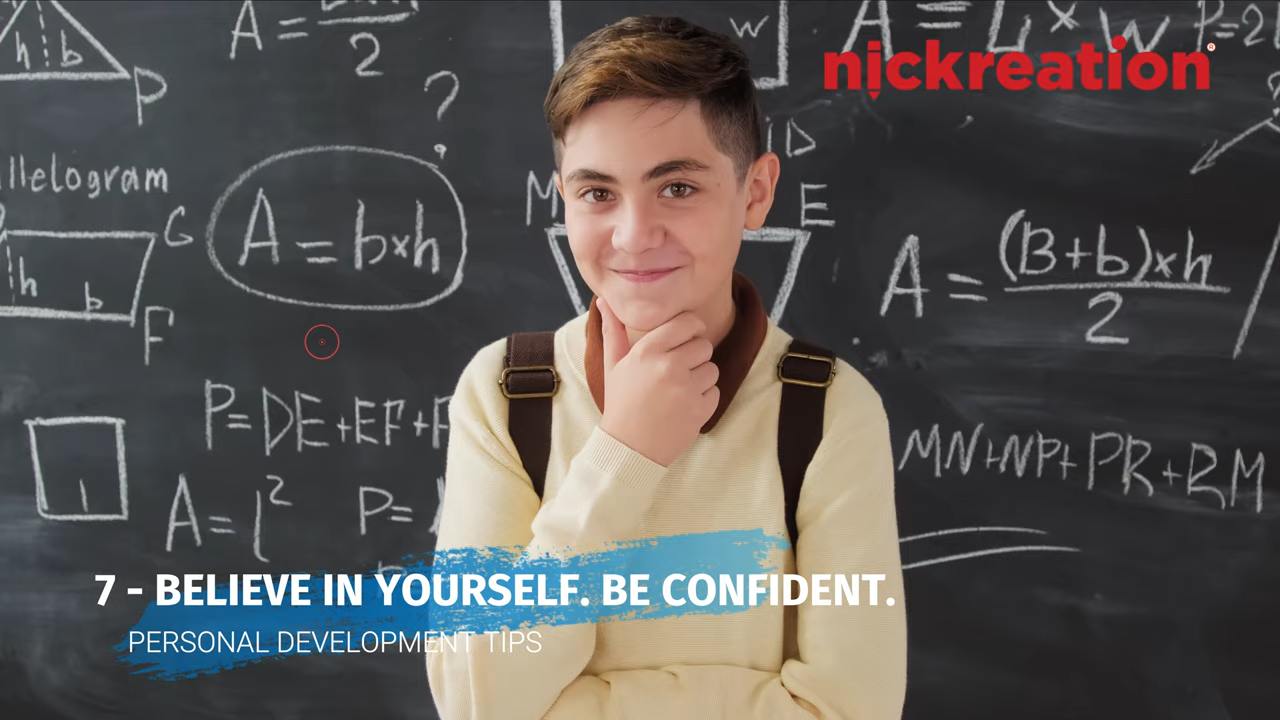 nickreation®
h b
P
A =
2
?
W
A = L x W
P=2
llelogram
G
h b
F
A = b×h
M
D
E
A = (B+b)×h
2
P=DE+EF+F
MN+NP+PR+RM
l
A = l²
P=
7 - BELIEVE IN YOURSELF. BE CONFIDENT.
PERSONAL DEVELOPMENT TIPS